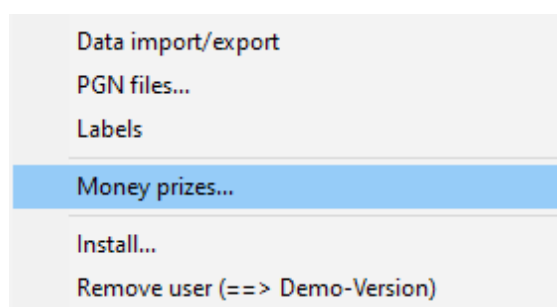 Data import/export
PGN files...
Labels
Money prizes...
Install...
Remove user (==> Demo-Version)